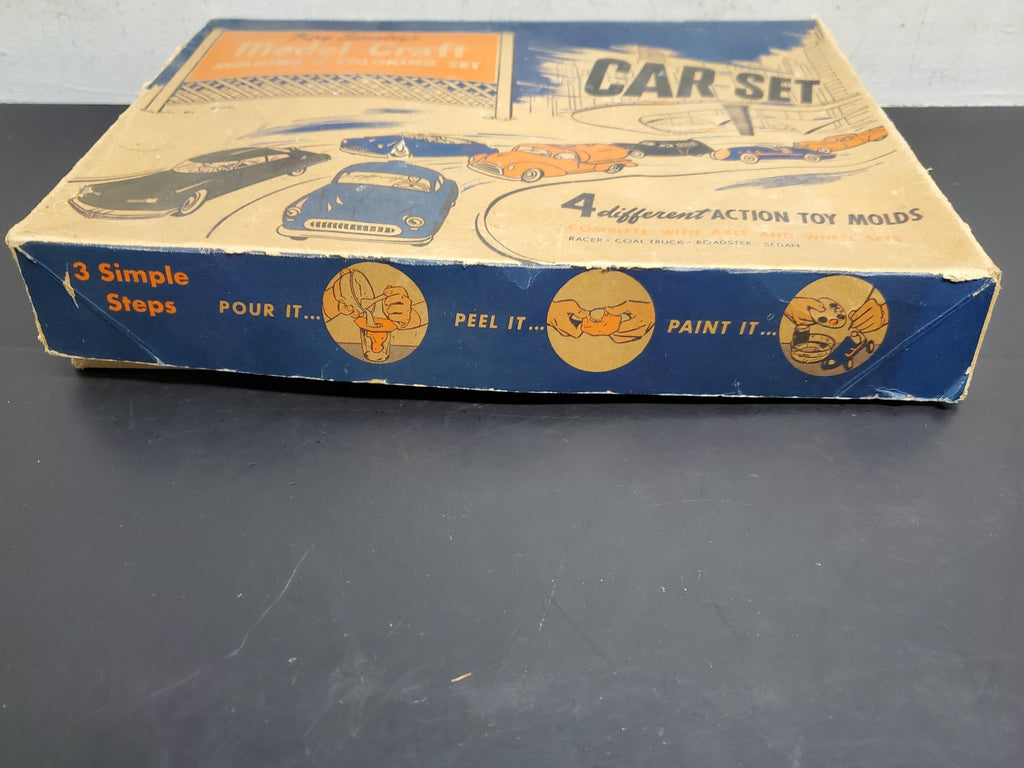 Model-Craft
MOLDING & COLORING SET
CAR SET
4 different ACTION TOY MOLDS
COMPLETE WITH AXLE AND WHEEL SETS
RACER - COAL TRUCK - ROADSTER - SEDAN
3 Simple
Steps
POUR IT...
PEEL IT...
PAINT IT...